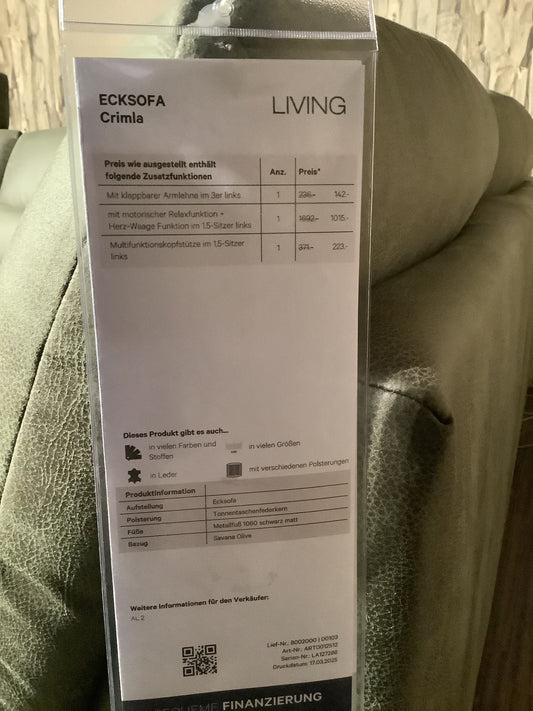 ECKSOFA
Crimla
LIVING
Preis wie ausgestellt enthält
folgende Zusatzfunktionen Anz. Preis*
Mit klappbarer Armlehne im 3er links 1 236.- 142.-
mit motorischer Relaxfunktion +
Herz-Waage Funktion im 1.5-Sitzer links 1 1692.- 1015.-
Multifunktionskopfstütze im 1.5-Sitzer
links 1 371.- 223.-
Dieses Produkt gibt es auch...
in vielen Farben und
Stoffen
in vielen Größen
in Leder
mit verschiedenen Polsterungen
Produktinformation
Aufstellung Ecksofa
Polsterung Tonnentaschenfederkern
Füße Metallfuß 1060 schwarz matt
Bezug Savana Olive
Weitere Informationen für den Verkäufer:
AL 2
Lief-Nr.: 8002000 | 00103
Art-Nr.: ART0012512
Serien-Nr.: LA127286
Druckdatum: 17.03.2025
BEQUEME FINANZIERUNG